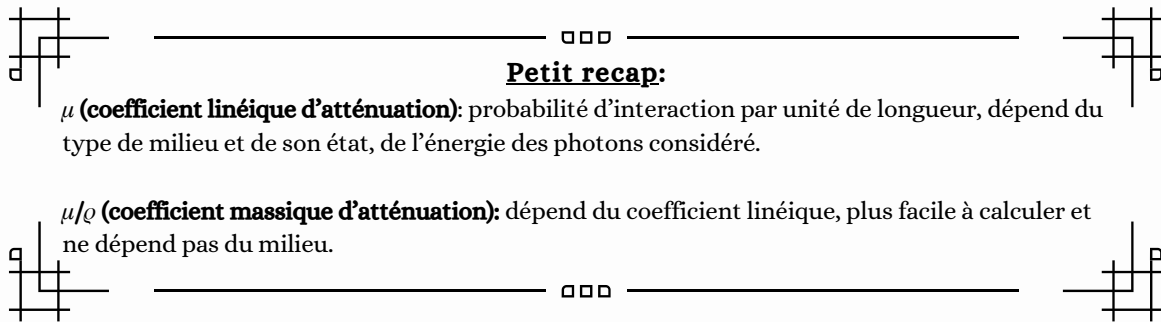 Petit recap:
μ (coefficient linéique d’atténuation): probabilité d’interaction par unité de longueur, dépend du
type de milieu et de son état, de l’énergie des photons considéré.
μ/ρ (coefficient massique d’atténuation): dépend du coefficient linéique, plus facile à calculer et
ne dépend pas du milieu.